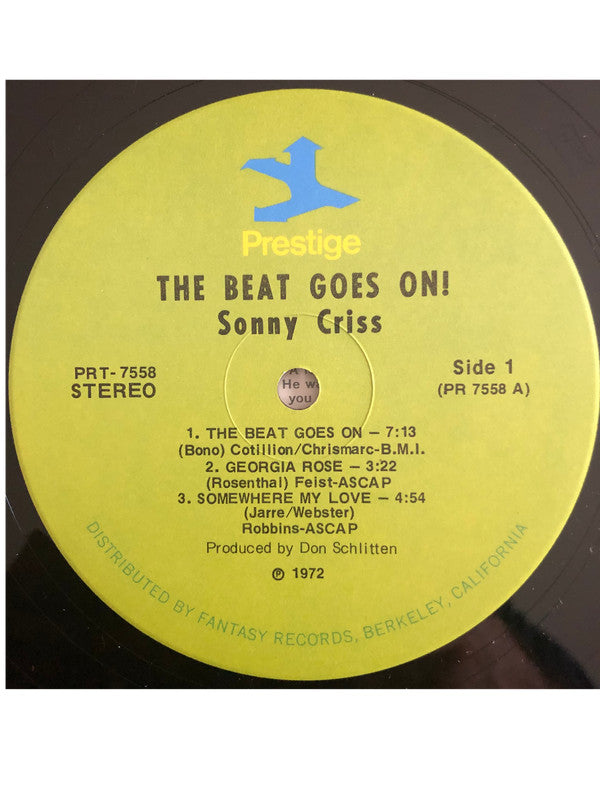 Prestige
THE BEAT GOES ON!
Sonny Criss
PRT-7558
STEREO
Side 1
(PR 7558 A)
He w
you
1. THE BEAT GOES ON – 7:13
(Bono) Cotillion/Chrismarc-B.M.I.
2. GEORGIA ROSE – 3:22
(Rosenthal) Feist-ASCAP
3. SOMEWHERE MY LOVE – 4:54
(Jarre/Webster)
Robbins-ASCAP
Produced by Don Schlitten
℗ 1972
DISTRIBUTED BY FANTASY RECORDS, BERKELEY, CALIFORNIA